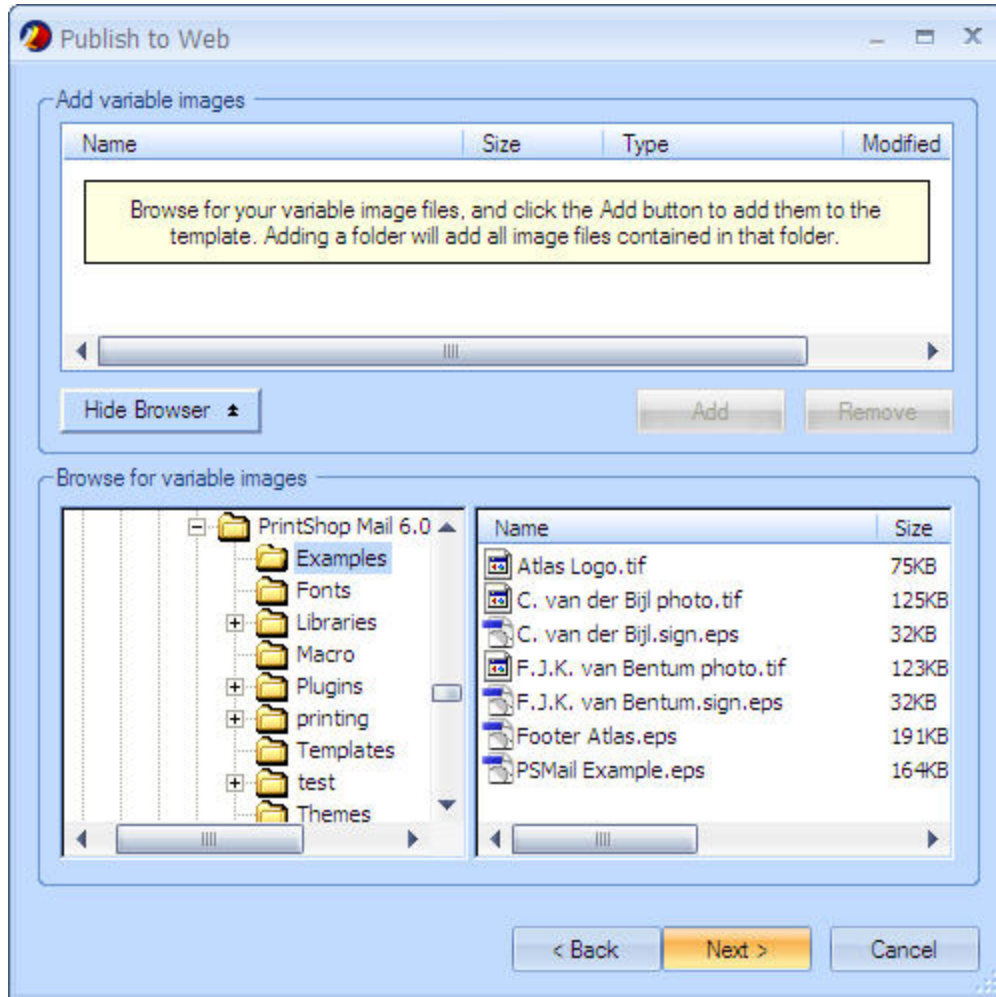 Publish to Web
Add variable images
Name Size Type Modified
Browse for your variable image files, and click the Add button to add them to the
template. Adding a folder will add all image files contained in that folder.
Hide Browser Add Remove
Browse for variable images
PrintShop Mail 6.0
Examples
Fonts
Libraries
Macro
Plugins
printing
Templates
test
Themes
Name Size
Atlas Logo.tif 75KB
C. van der Bijl photo.tif 125KB
C. van der Bijl.sign.eps 32KB
F.J.K. van Bentum photo.tif 123KB
F.J.K. van Bentum.sign.eps 32KB
Footer Atlas.eps 191KB
PSMail Example.eps 164KB
< Back Next > Cancel